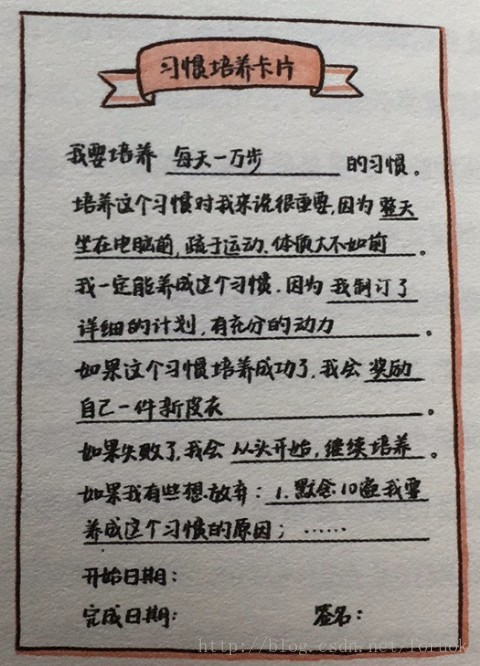 习惯培养卡片
我要培养 每天一万步 的习惯。
培养这个习惯对我来说很重要,因为 整天
坐在电脑前,疏于运动.体质大不如前 。
我一定能养成这个习惯.因为 我制订了
详细的计划,有充分的动力 。
如果这个习惯培养成功了,我会 奖励
自己一件新皮衣 。
如果失败了,我会 从头开始,继续培养 。
如果我有些想放弃: 1.默念10遍我要
养成这个习惯的原因; ……
开始日期:
完成日期: 签名:
http://blog.csdn.net/foruok